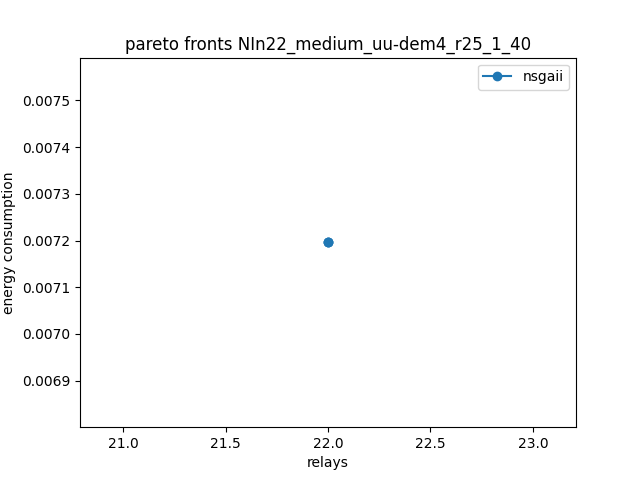 pareto fronts NIn22_medium_uu-dem4_r25_1_40
nsgaii
0.0075
0.0074
0.0073
0.0072
0.0071
0.0070
0.0069
energy consumption
21.0 21.5 22.0 22.5 23.0
relays